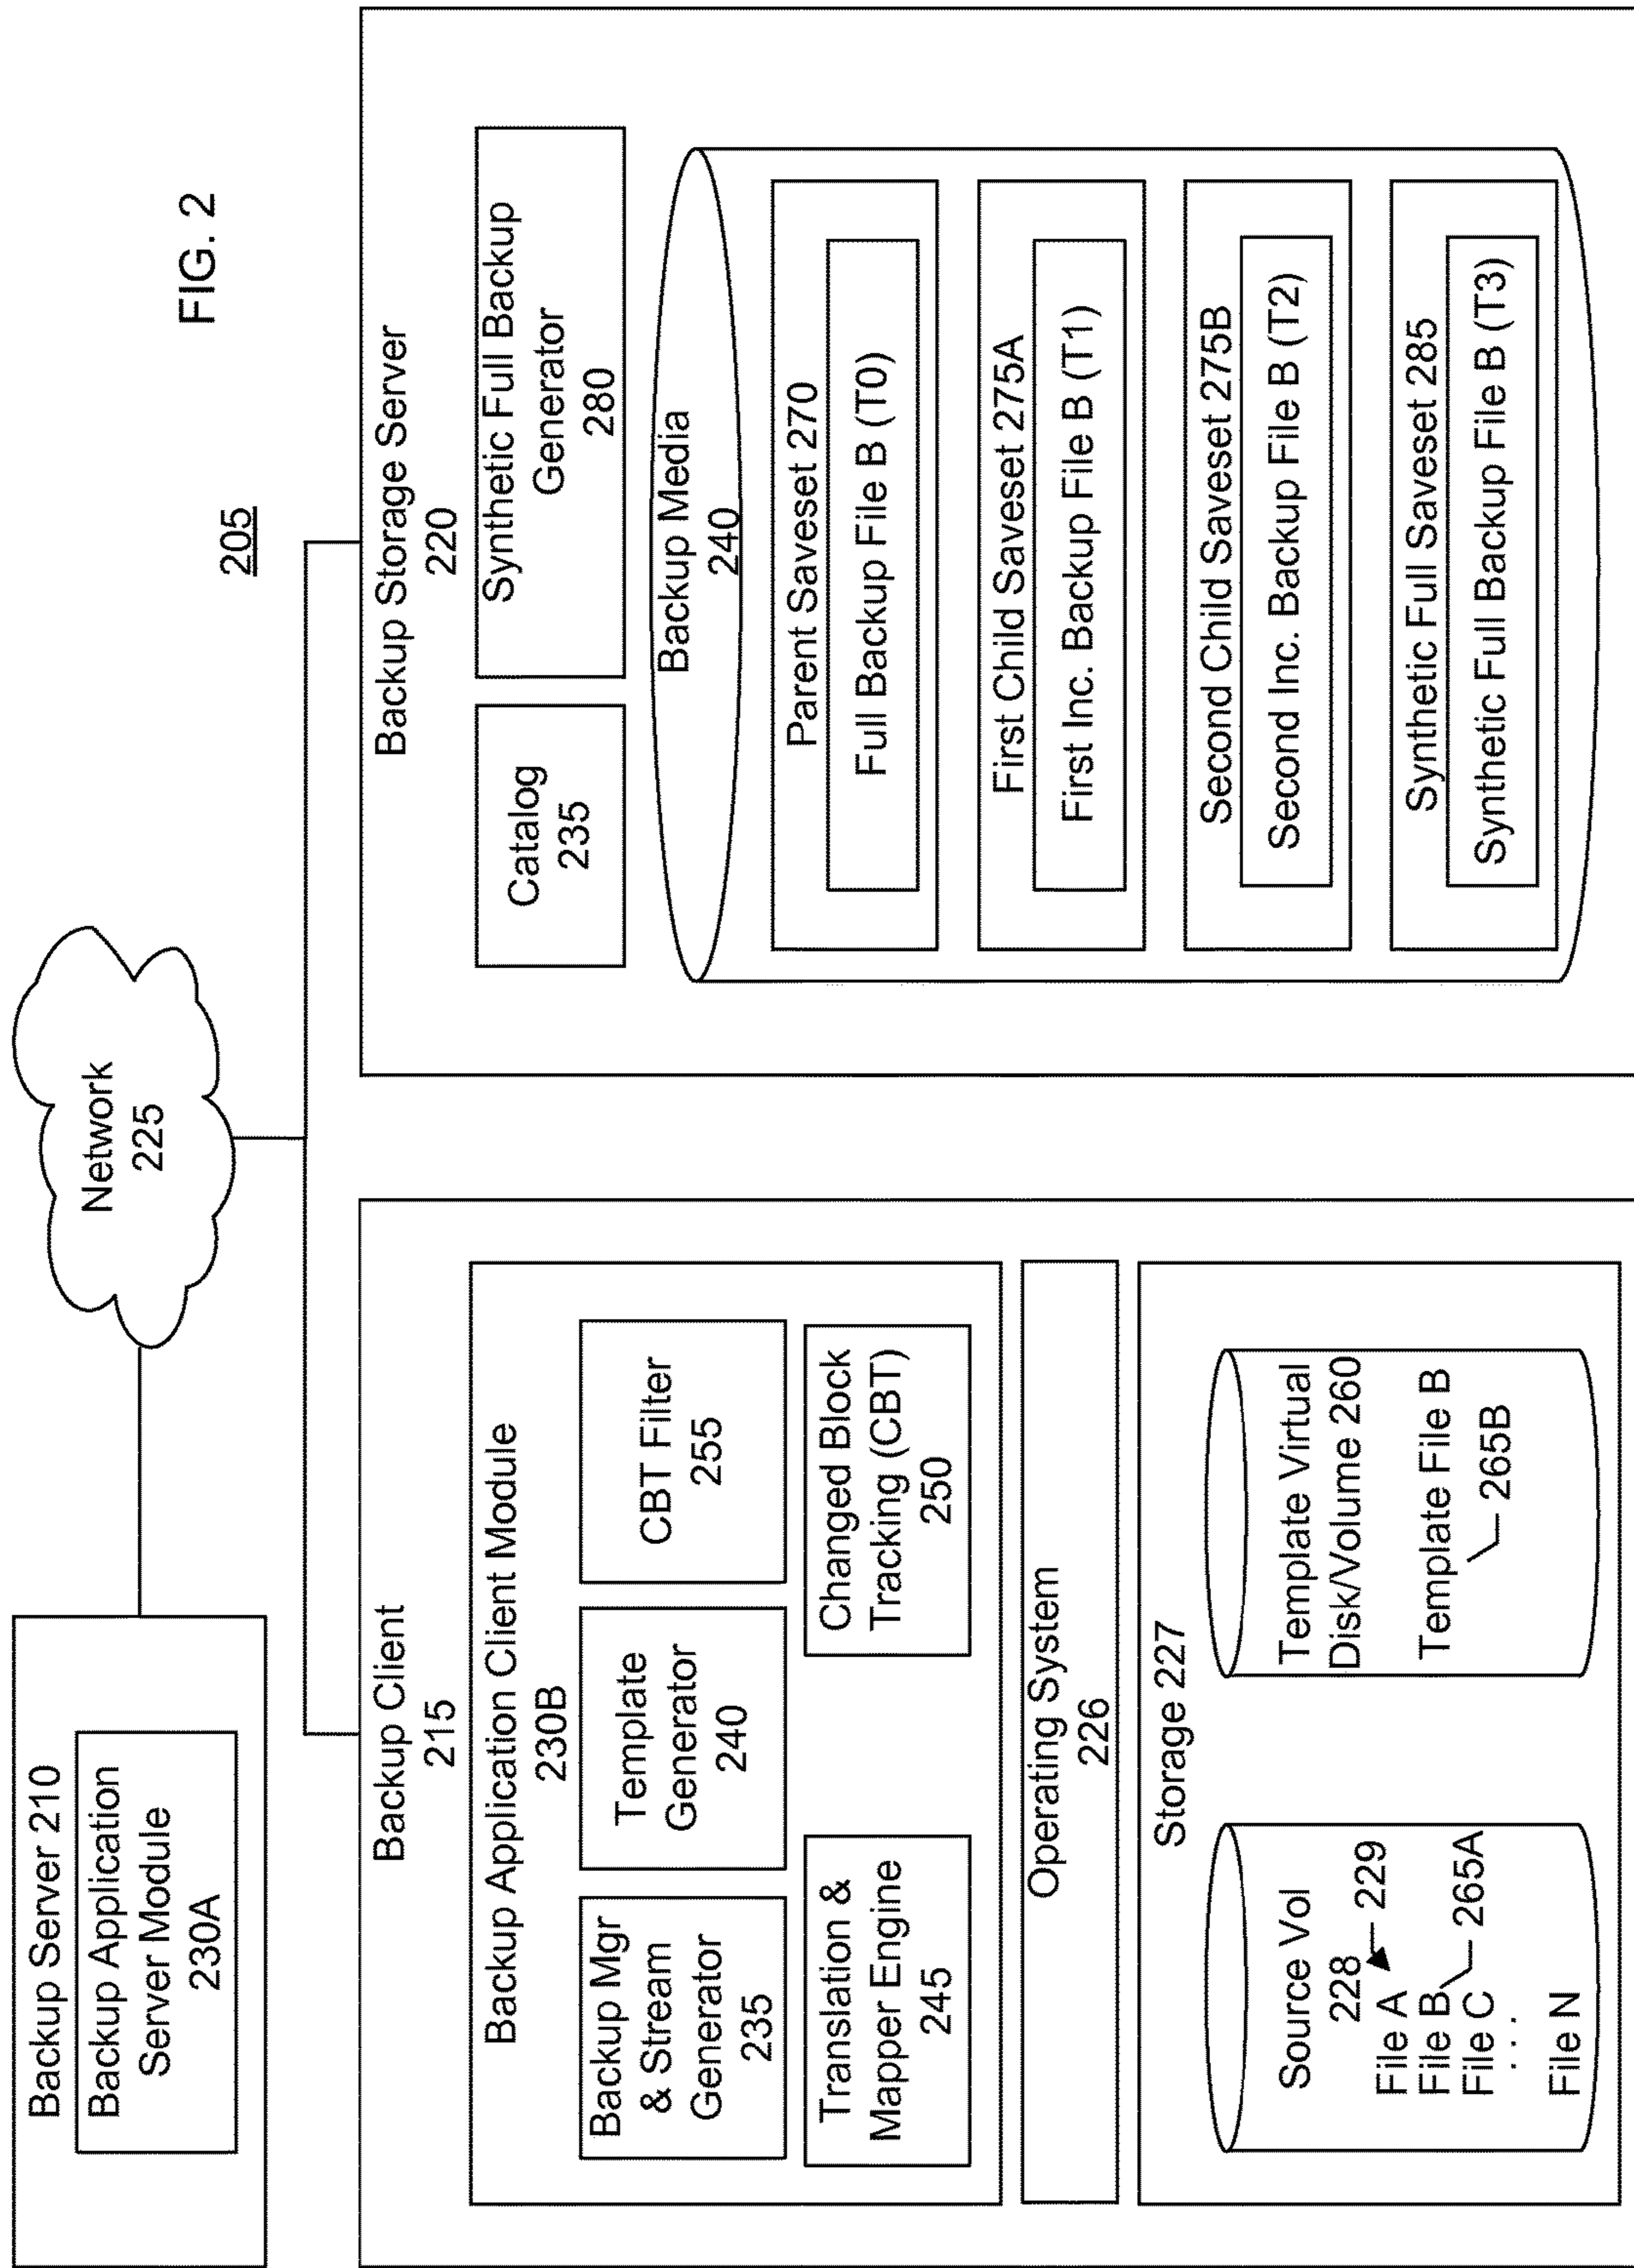 FIG. 2
205
Network
225
Backup Server 210
Backup Application
Server Module
230A
Backup Client
215
Backup Application Client Module
230B
Backup Mgr
& Stream
Generator
235
Template
Generator
240
CBT Filter
255
Translation &
Mapper Engine
245
Changed Block
Tracking (CBT)
250
Operating System
226
Storage 227
Source Vol
228
229
File A
File B
265A
File C
. . .
File N
Template Virtual
Disk/Volume 260
Template File B
265B
Backup Storage Server
220
Catalog
235
Synthetic Full Backup
Generator
280
Backup Media
240
Parent Saveset 270
Full Backup File B (T0)
First Child Saveset 275A
First Inc. Backup File B (T1)
Second Child Saveset 275B
Second Inc. Backup File B (T2)
Synthetic Full Saveset 285
Synthetic Full Backup File B (T3)